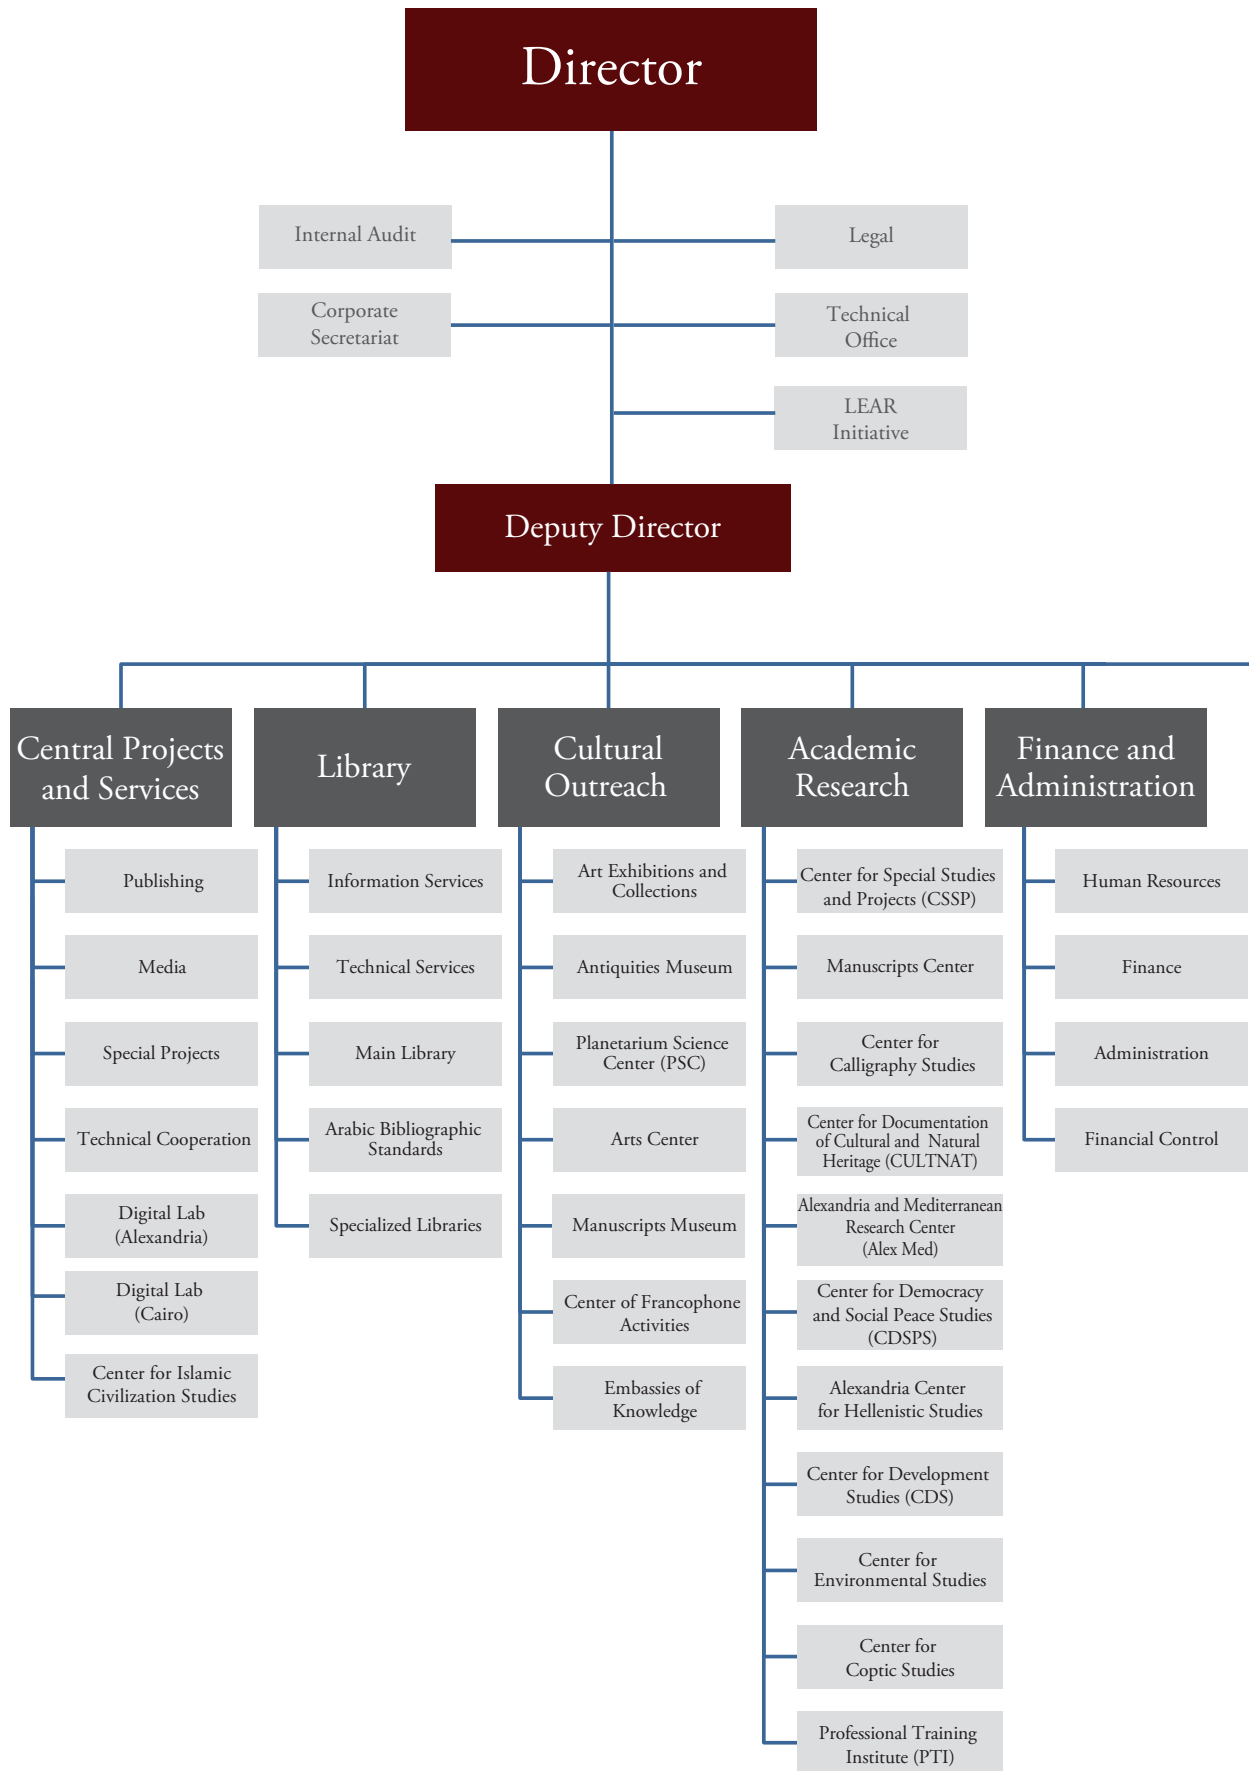 Director
Internal Audit
Legal
Corporate
Secretariat
Technical
Office
LEAR
Initiative
Deputy Director
Central Projects
and Services
Publishing
Media
Special Projects
Technical Cooperation
Digital Lab
(Alexandria)
Digital Lab
(Cairo)
Center for Islamic
Civilization Studies
Library
Information Services
Technical Services
Main Library
Arabic Bibliographic
Standards
Specialized Libraries
Cultural
Outreach
Art Exhibitions and
Collections
Antiquities Museum
Planetarium Science
Center (PSC)
Arts Center
Manuscripts Museum
Center of Francophone
Activities
Embassies of
Knowledge
Academic
Research
Center for Special Studies
and Projects (CSSP)
Manuscripts Center
Center for
Calligraphy Studies
Center for Documentation
of Cultural and Natural
Heritage (CULTNAT)
Alexandria and Mediterranean
Research Center
(Alex Med)
Center for Democracy
and Social Peace Studies
(CDSPS)
Alexandria Center
for Hellenistic Studies
Center for Development
Studies (CDS)
Center for
Environmental Studies
Center for
Coptic Studies
Professional Training
Institute (PTI)
Finance and
Administration
Human Resources
Finance
Administration
Financial Control